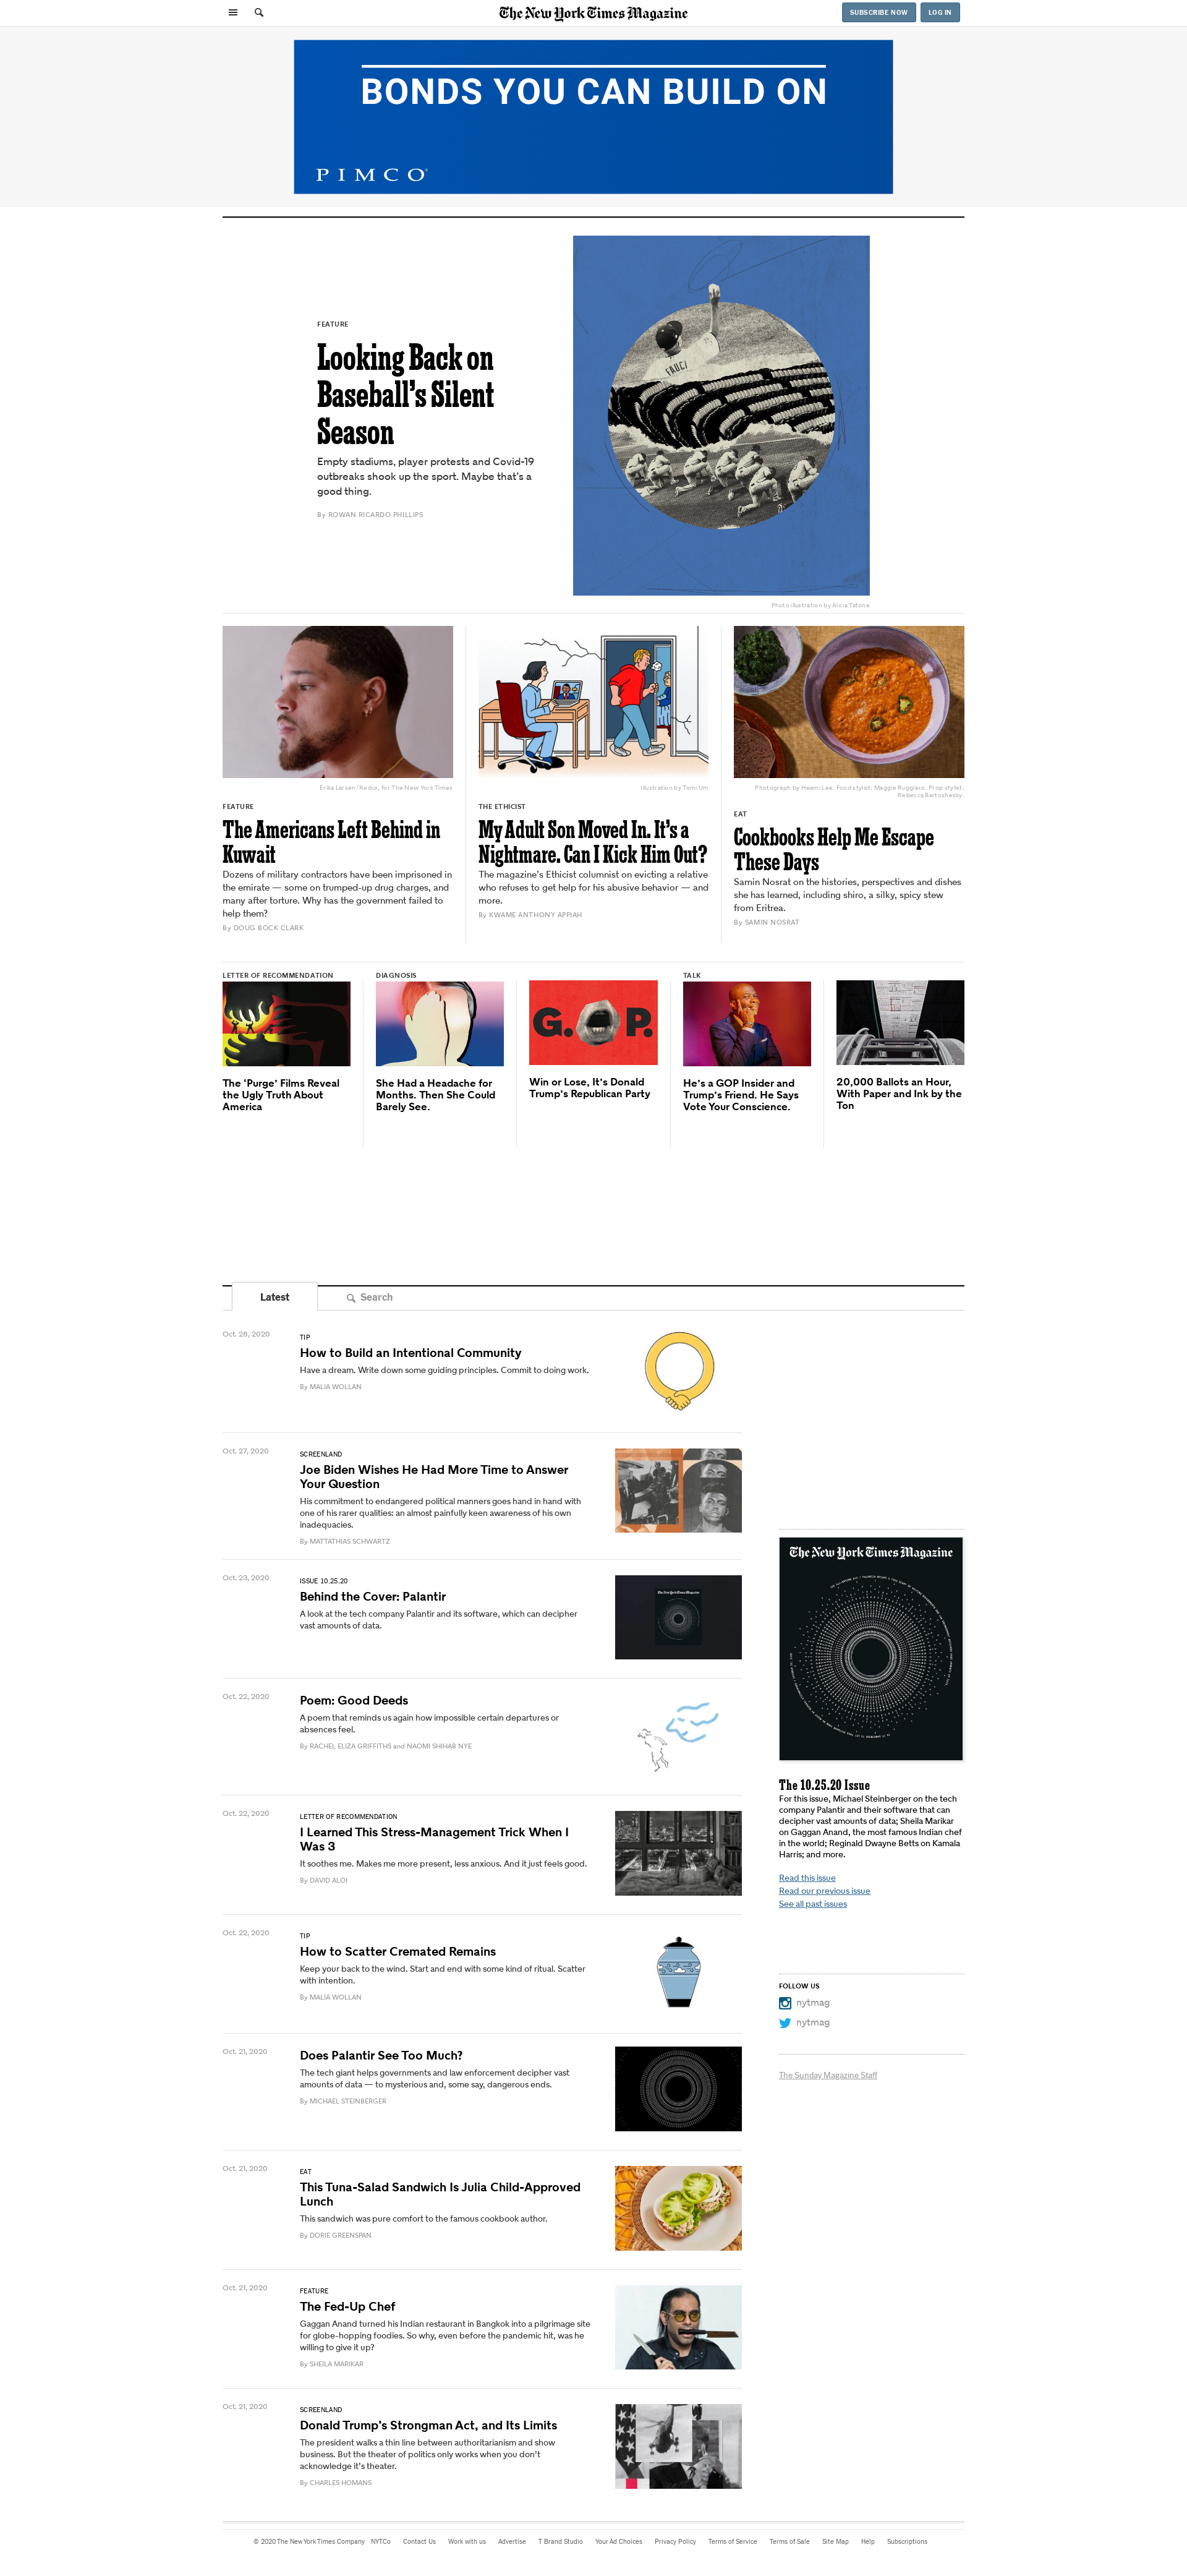 The New York Times Magazine
SUBSCRIBE NOW
LOG IN
BONDS YOU CAN BUILD ON
PIMCO
FEATURE
Looking Back on
Baseball’s Silent
Season
Empty stadiums, player protests and Covid-19
outbreaks shook up the sport. Maybe that’s a
good thing.
By ROWAN RICARDO PHILLIPS
FAUCI
Photo illustration by Alicia Tatone
Erika Larsen/Redux, for The New York Times
FEATURE
The Americans Left Behind in
Kuwait
Dozens of military contractors have been imprisoned in
the emirate — some on trumped-up drug charges, and
many after torture. Why has the government failed to
help them?
By DOUG BOCK CLARK
Illustration by Tomi Um
THE ETHICIST
My Adult Son Moved In. It’s a
Nightmare. Can I Kick Him Out?
The magazine’s Ethicist columnist on evicting a relative
who refuses to get help for his abusive behavior — and
more.
By KWAME ANTHONY APPIAH
Photograph by Heami Lee. Food stylist: Maggie Ruggiero. Prop stylist:
Rebecca Bartoshesky.
EAT
Cookbooks Help Me Escape
These Days
Samin Nosrat on the histories, perspectives and dishes
she has learned, including shiro, a silky, spicy stew
from Eritrea.
By SAMIN NOSRAT
LETTER OF RECOMMENDATION
The ‘Purge’ Films Reveal
the Ugly Truth About
America
DIAGNOSIS
She Had a Headache for
Months. Then She Could
Barely See.
G.O.P.
Win or Lose, It’s Donald
Trump’s Republican Party
TALK
He’s a GOP Insider and
Trump’s Friend. He Says
Vote Your Conscience.
20,000 Ballots an Hour,
With Paper and Ink by the
Ton
Latest
Search
Oct. 28, 2020
TIP
How to Build an Intentional Community
Have a dream. Write down some guiding principles. Commit to doing work.
By MALIA WOLLAN
Oct. 27, 2020
SCREENLAND
Joe Biden Wishes He Had More Time to Answer
Your Question
His commitment to endangered political manners goes hand in hand with
one of his rarer qualities: an almost painfully keen awareness of his own
inadequacies.
By MATTATHIAS SCHWARTZ
Oct. 23, 2020
ISSUE 10.25.20
Behind the Cover: Palantir
A look at the tech company Palantir and its software, which can decipher
vast amounts of data.
Oct. 22, 2020
Poem: Good Deeds
A poem that reminds us again how impossible certain departures or
absences feel.
By RACHEL ELIZA GRIFFITHS and NAOMI SHIHAB NYE
Oct. 22, 2020
LETTER OF RECOMMENDATION
I Learned This Stress-Management Trick When I
Was 3
It soothes me. Makes me more present, less anxious. And it just feels good.
By DAVID ALOI
Oct. 22, 2020
TIP
How to Scatter Cremated Remains
Keep your back to the wind. Start and end with some kind of ritual. Scatter
with intention.
By MALIA WOLLAN
Oct. 21, 2020
Does Palantir See Too Much?
The tech giant helps governments and law enforcement decipher vast
amounts of data — to mysterious and, some say, dangerous ends.
By MICHAEL STEINBERGER
Oct. 21, 2020
EAT
This Tuna-Salad Sandwich Is Julia Child-Approved
Lunch
This sandwich was pure comfort to the famous cookbook author.
By DORIE GREENSPAN
Oct. 21, 2020
FEATURE
The Fed-Up Chef
Gaggan Anand turned his Indian restaurant in Bangkok into a pilgrimage site
for globe-hopping foodies. So why, even before the pandemic hit, was he
willing to give it up?
By SHEILA MARIKAR
Oct. 21, 2020
SCREENLAND
Donald Trump’s Strongman Act, and Its Limits
The president walks a thin line between authoritarianism and show
business. But the theater of politics only works when you don’t
acknowledge it’s theater.
By CHARLES HOMANS
The New York Times Magazine
The 10.25.20 Issue
For this issue, Michael Steinberger on the tech
company Palantir and their software that can
decipher vast amounts of data; Sheila Marikar
on Gaggan Anand, the most famous Indian chef
in the world; Reginald Dwayne Betts on Kamala
Harris; and more.
Read this issue
Read our previous issue
See all past issues
FOLLOW US
nytmag
nytmag
The Sunday Magazine Staff
© 2020 The New York Times Company NYTCo Contact Us Work with us Advertise T Brand Studio Your Ad Choices Privacy Policy Terms of Service Terms of Sale Site Map Help Subscriptions